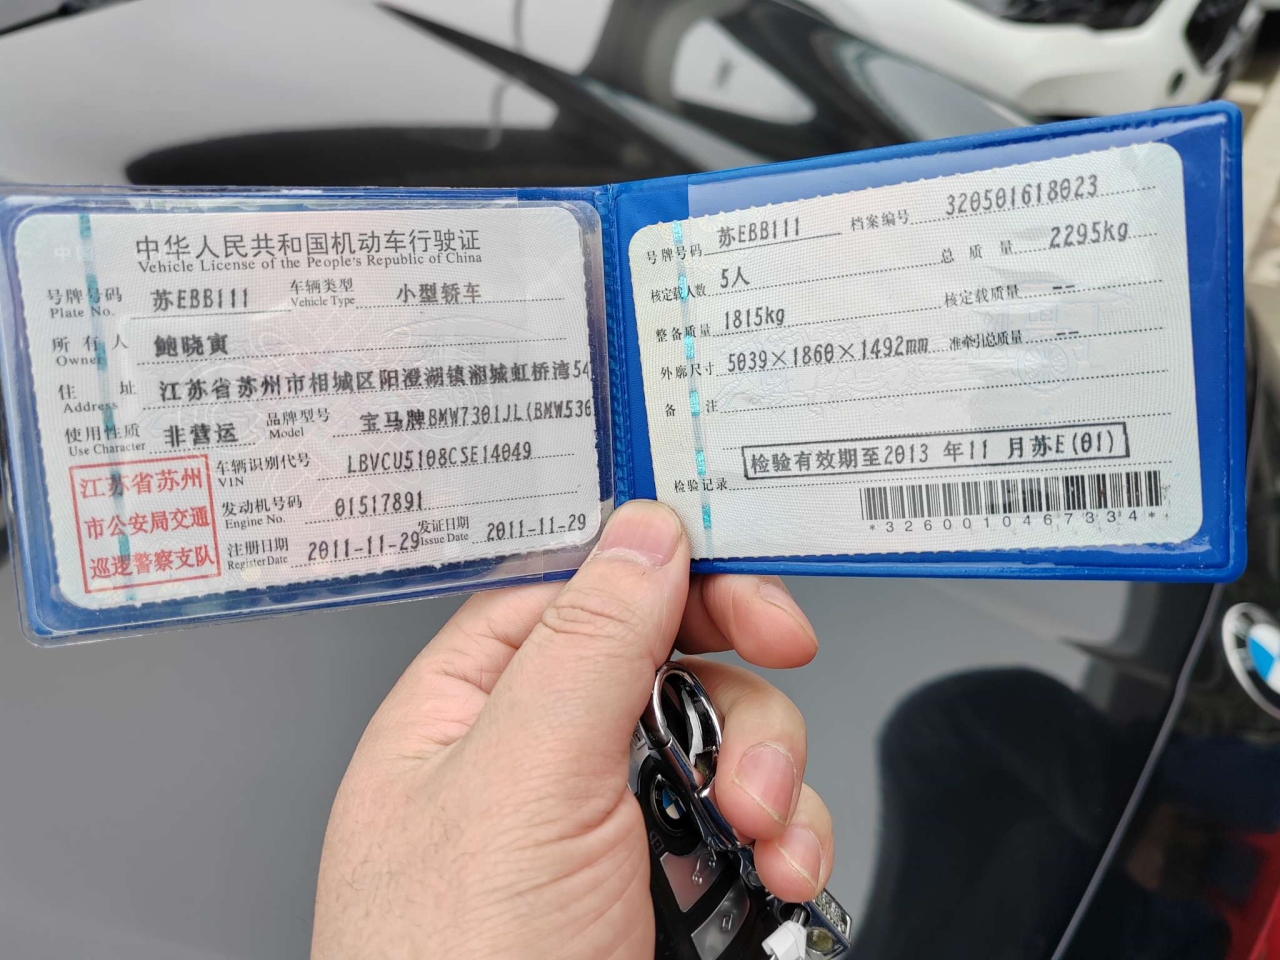 中华人民共和国机动车行驶证
Vehicle License of the People's Republic of China
号牌号码 苏EBB111 车辆类型 小型轿车
Plate No. Vehicle Type
所有人 鲍晓寅
Owner
住址 江苏省苏州市相城区阳澄湖镇湘城虹桥湾54
Address
使用性质 非营运 品牌型号 宝马牌BMW7301JL(BMW536
Use Character Model
江苏省苏州
市公安局交通
巡逻警察支队
车辆识别代号 LBVCU5108CSE14049
VIN
发动机号码 01517891
Engine No.
注册日期 2011-11-29 发证日期 2011-11-29
Register Date Issue Date
号牌号码 苏EBB111 档案编号 320501618023
核定载人数 5人 总质量 2295kg
整备质量 1815kg 核定载质量 --
外廓尺寸 5039×1860×1492mm 准牵引总质量 --
备注
检验有效期至2013年11月苏E(01)
检验记录
*3260010467334*